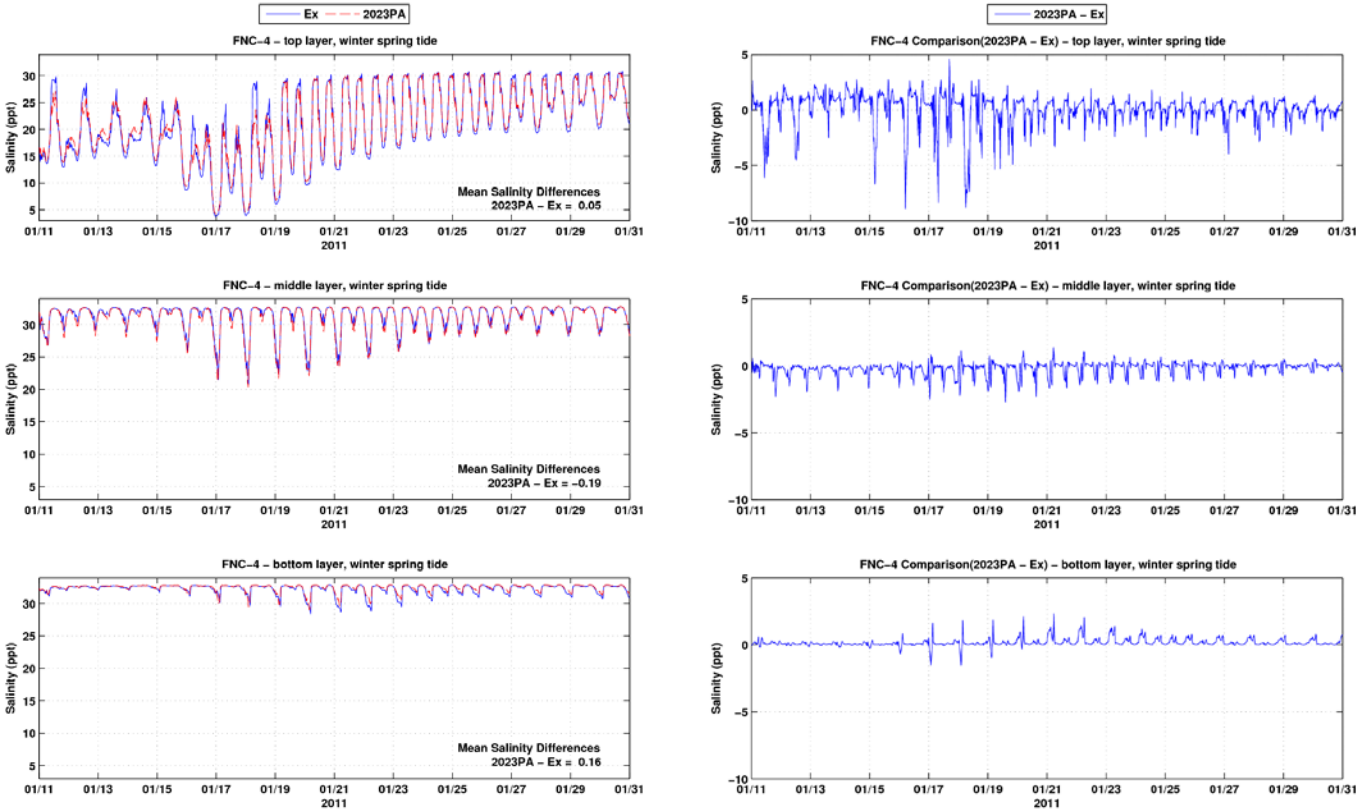 Ex 2023PA
FNC-4 - top layer, winter spring tide
Salinity (ppt)
30
25
20
15
10
5
01/11 01/13 01/15 01/17 01/19 01/21 01/23 01/25 01/27 01/29 01/31
2011
Mean Salinity Differences
2023PA - Ex = 0.05
2023PA - Ex
FNC-4 Comparison(2023PA - Ex) - top layer, winter spring tide
Salinity (ppt)
5
0
-5
-10
01/11 01/13 01/15 01/17 01/19 01/21 01/23 01/25 01/27 01/29 01/31
2011
FNC-4 - middle layer, winter spring tide
Salinity (ppt)
30
25
20
15
10
5
01/11 01/13 01/15 01/17 01/19 01/21 01/23 01/25 01/27 01/29 01/31
2011
Mean Salinity Differences
2023PA - Ex = -0.19
FNC-4 Comparison(2023PA - Ex) - middle layer, winter spring tide
Salinity (ppt)
5
0
-5
-10
01/11 01/13 01/15 01/17 01/19 01/21 01/23 01/25 01/27 01/29 01/31
2011
FNC-4 - bottom layer, winter spring tide
Salinity (ppt)
30
25
20
15
10
5
01/11 01/13 01/15 01/17 01/19 01/21 01/23 01/25 01/27 01/29 01/31
2011
Mean Salinity Differences
2023PA - Ex = 0.16
FNC-4 Comparison(2023PA - Ex) - bottom layer, winter spring tide
Salinity (ppt)
5
0
-5
-10
01/11 01/13 01/15 01/17 01/19 01/21 01/23 01/25 01/27 01/29 01/31
2011